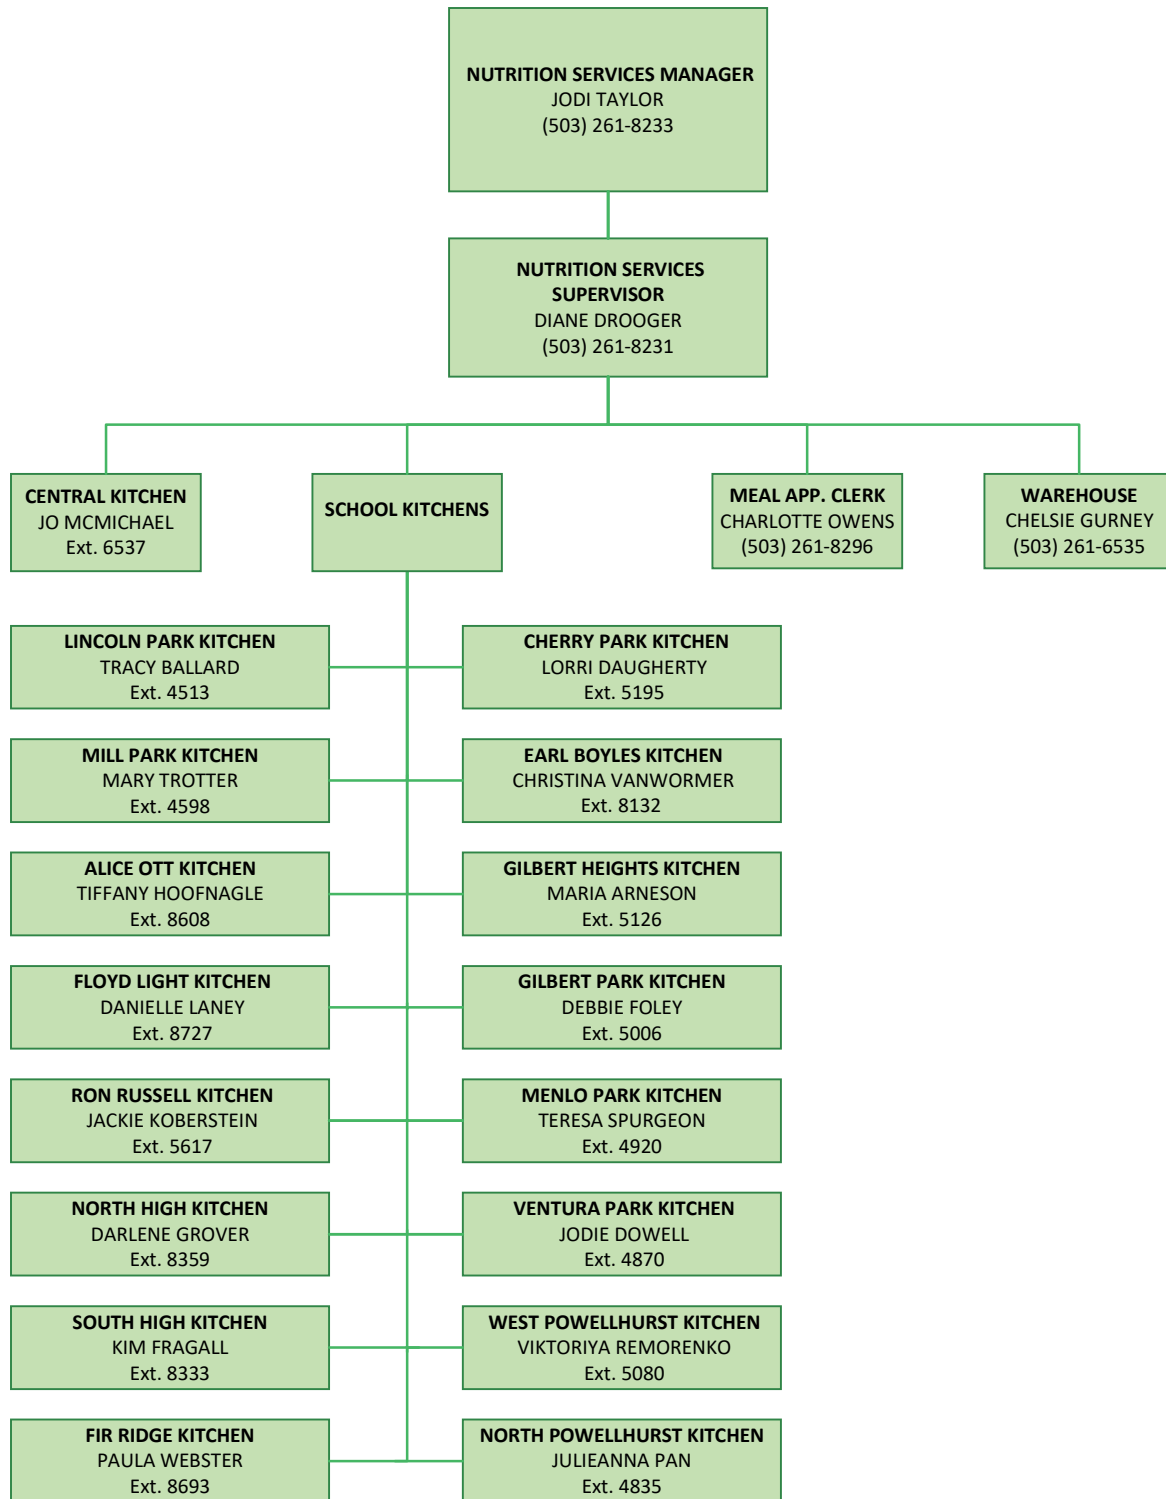 NUTRITION SERVICES MANAGER
JODI TAYLOR
(503) 261-8233
NUTRITION SERVICES
SUPERVISOR
DIANE DROOGER
(503) 261-8231
CENTRAL KITCHEN
JO MCMICHAEL
Ext. 6537
SCHOOL KITCHENS
MEAL APP. CLERK
CHARLOTTE OWENS
(503) 261-8296
WAREHOUSE
CHELSIE GURNEY
(503) 261-6535
LINCOLN PARK KITCHEN
TRACY BALLARD
Ext. 4513
CHERRY PARK KITCHEN
LORRI DAUGHERTY
Ext. 5195
MILL PARK KITCHEN
MARY TROTTER
Ext. 4598
EARL BOYLES KITCHEN
CHRISTINA VANWORMER
Ext. 8132
ALICE OTT KITCHEN
TIFFANY HOOFNAGLE
Ext. 8608
GILBERT HEIGHTS KITCHEN
MARIA ARNESON
Ext. 5126
FLOYD LIGHT KITCHEN
DANIELLE LANEY
Ext. 8727
GILBERT PARK KITCHEN
DEBBIE FOLEY
Ext. 5006
RON RUSSELL KITCHEN
JACKIE KOBERSTEIN
Ext. 5617
MENLO PARK KITCHEN
TERESA SPURGEON
Ext. 4920
NORTH HIGH KITCHEN
DARLENE GROVER
Ext. 8359
VENTURA PARK KITCHEN
JODIE DOWELL
Ext. 4870
SOUTH HIGH KITCHEN
KIM FRAGALL
Ext. 8333
WEST POWELLHURST KITCHEN
VIKTORIYA REMORENKO
Ext. 5080
FIR RIDGE KITCHEN
PAULA WEBSTER
Ext. 8693
NORTH POWELLHURST KITCHEN
JULIEANNA PAN
Ext. 4835